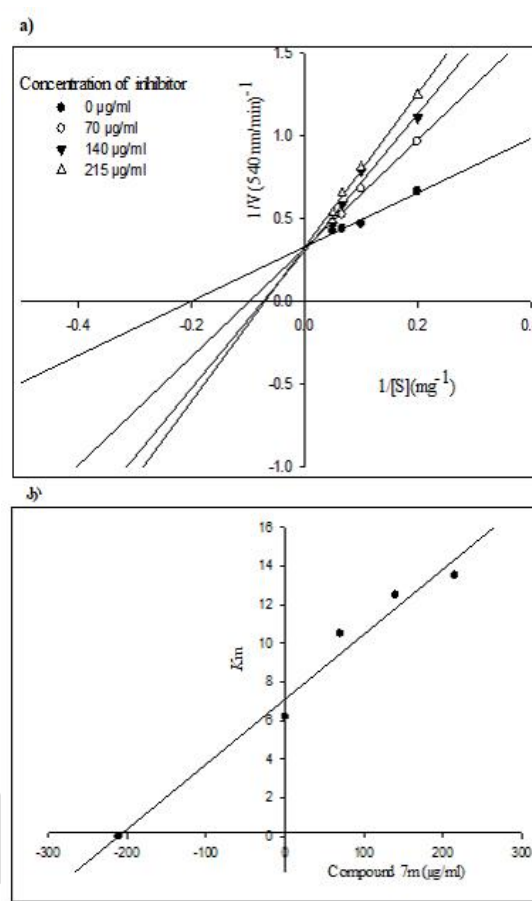 a)
Concentration of inhibitor
0 µg/ml
70 µg/ml
140 µg/ml
215 µg/ml
1/V (540 nm/min)-1
1.5
1.0
0.5
0.0
-0.5
-1.0
-0.4 -0.2 0.0 0.2
1/[S](mg-1)
Km
16
14
12
10
8
6
4
2
0
-300 -200 -100 0 100 200 300
Compound 7m (µg/ml)